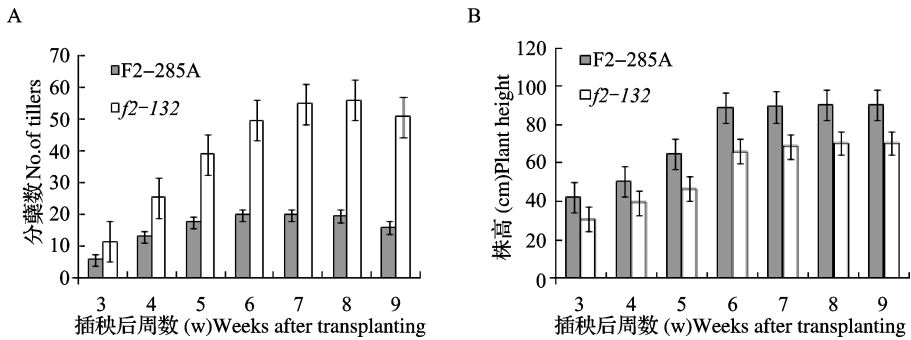 A
分蘖数 No.of tillers
70
60
50
40
30
20
10
0
F2-285A
f2-132
3 4 5 6 7 8 9
插秧后周数 (w)Weeks after transplanting
B
株高 (cm)Plant height
120
100
80
60
40
20
0
F2-285A
f2-132
3 4 5 6 7 8 9
插秧后周数 (w)Weeks after transplanting